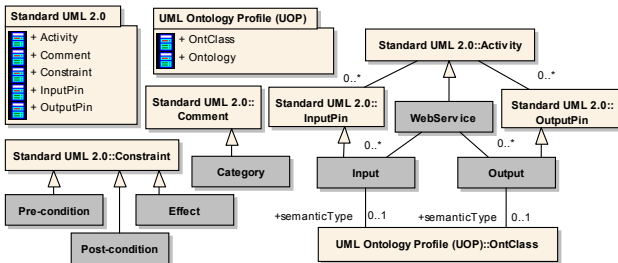 Standard UML 2.0
+ Activity
+ Comment
+ Constraint
+ InputPin
+ OutputPin
UML Ontology Profile (UOP)
+ OntClass
+ Ontology
Standard UML 2.0::Activity
0..*
0..*
Standard UML 2.0::
Comment
Standard UML 2.0::
InputPin
WebService
Standard UML 2.0::
OutputPin
0..*
0..*
Standard UML 2.0::Constraint
Category
Input
Output
Pre-condition
Effect
Post-condition
+semanticType
0..1
+semanticType
0..1
UML Ontology Profile (UOP)::OntClass